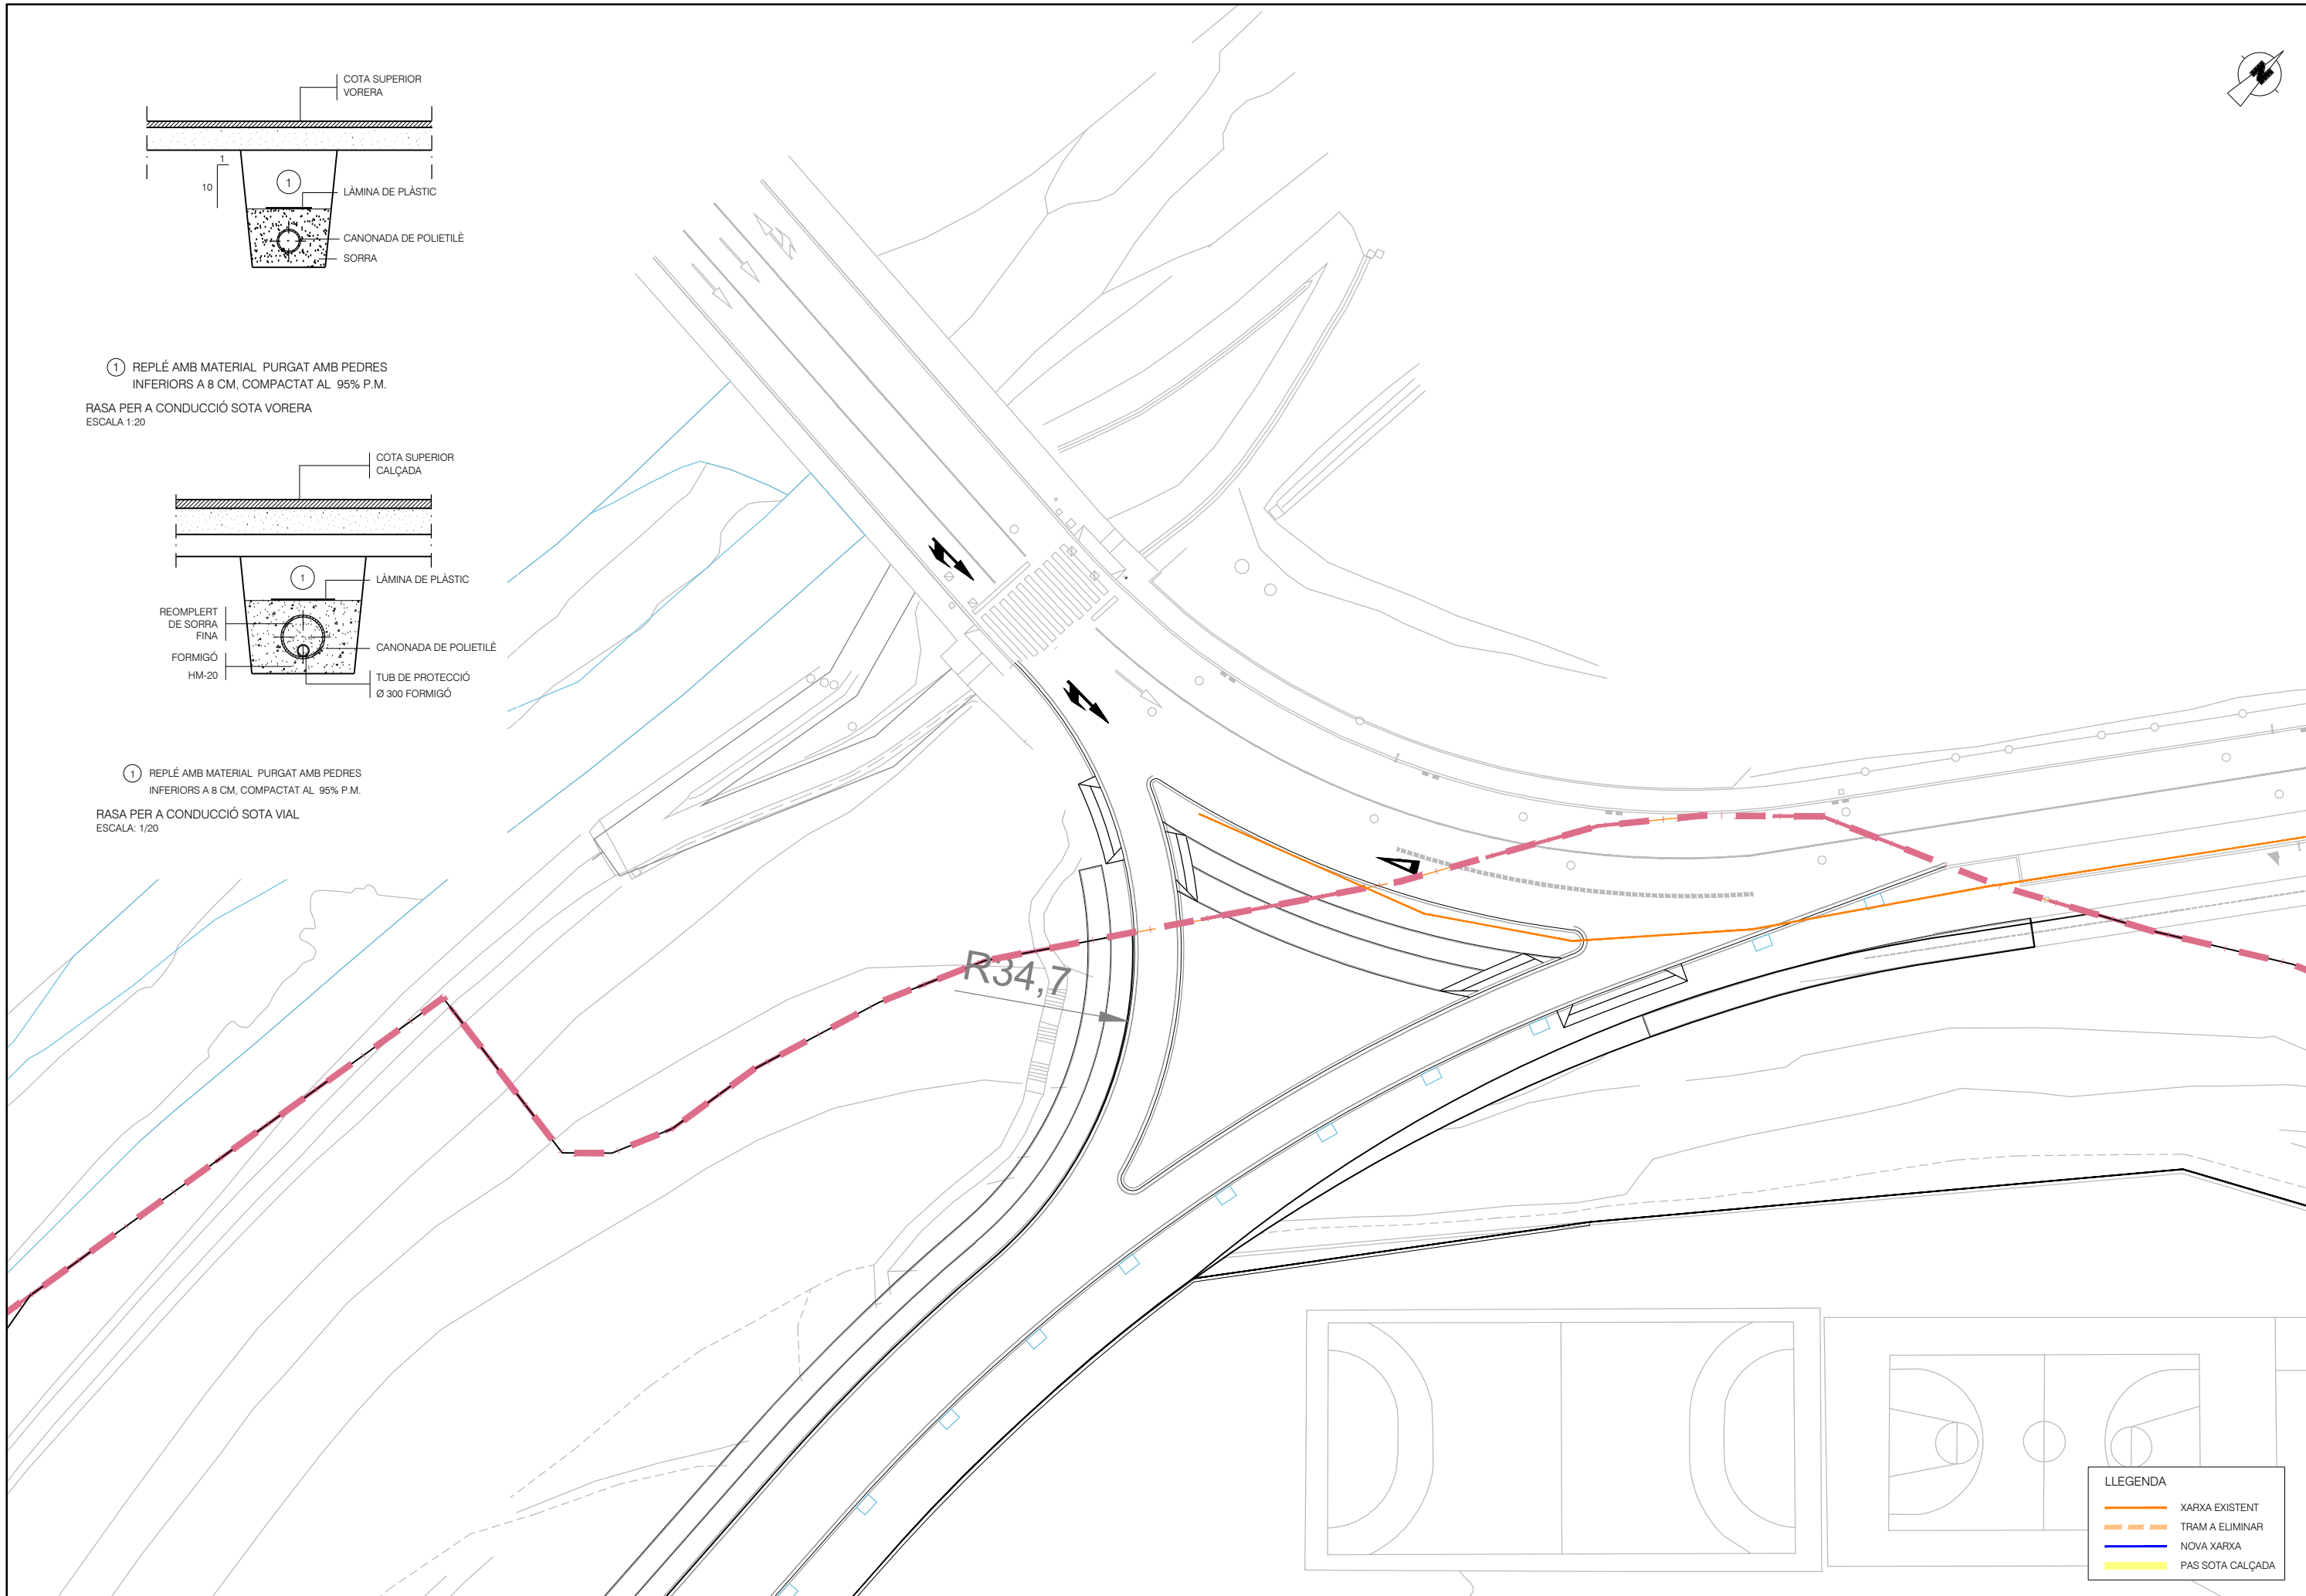 COTA SUPERIOR
VORERA
1
10
1
LÀMINA DE PLÀSTIC
CANONADA DE POLIETILÈ
SORRA
1 REPLÉ AMB MATERIAL PURGAT AMB PEDRES
INFERIORS A 8 CM, COMPACTAT AL 95% P.M.
RASA PER A CONDUCCIÓ SOTA VORERA
ESCALA 1:20
COTA SUPERIOR
CALÇADA
1
LÀMINA DE PLÀSTIC
REOMPLERT
DE SORRA
FINA
CANONADA DE POLIETILÈ
FORMIGÓ
HM-20
TUB DE PROTECCIÓ
Ø 300 FORMIGÓ
1 REPLÉ AMB MATERIAL PURGAT AMB PEDRES
INFERIORS A 8 CM, COMPACTAT AL 95% P.M.
RASA PER A CONDUCCIÓ SOTA VIAL
ESCALA: 1/20
N
R34,7
LLEGENDA
XARXA EXISTENT
TRAM A ELIMINAR
NOVA XARXA
PAS SOTA CALÇADA